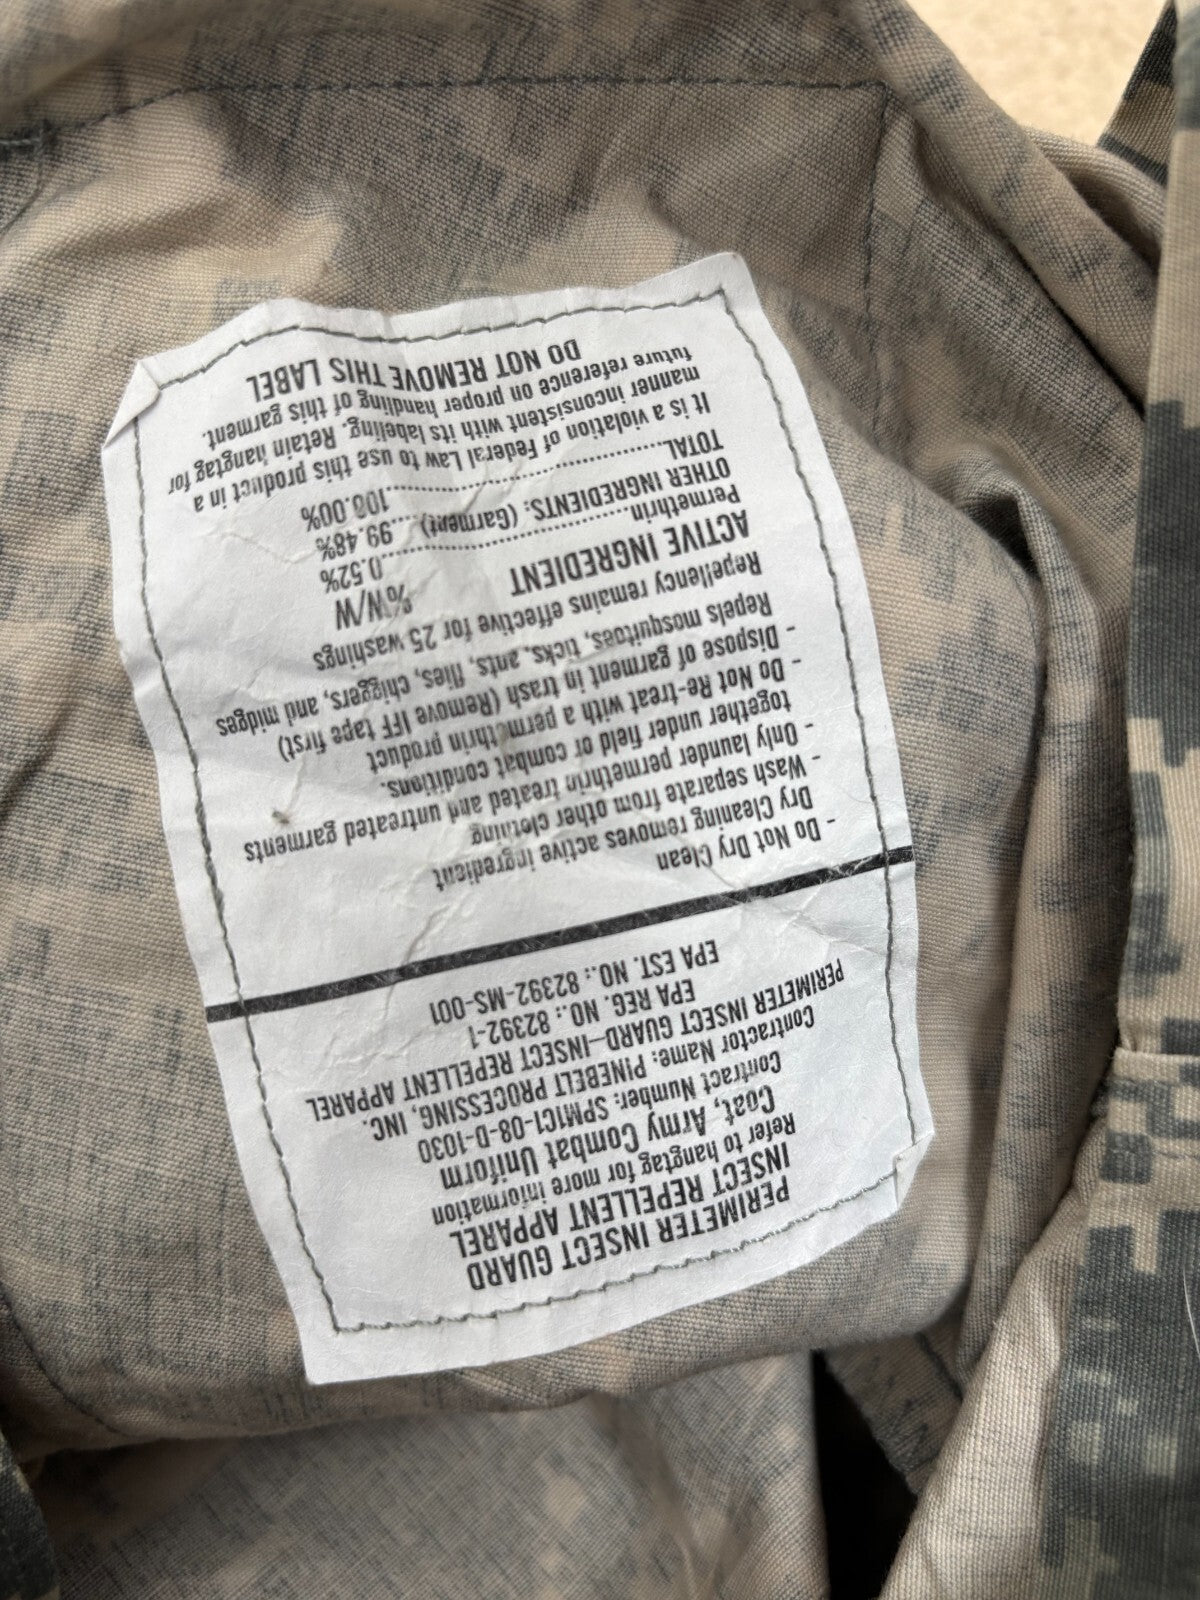 PERIMETER INSECT GUARD
INSECT REPELLENT APPAREL
Refer to hangtag for more information
Coat, Army Combat Uniform
Contract Number: SPM1C1-08-D-1030
Contractor Name: PINEBELT PROCESSING, INC.
PERIMETER INSECT GUARD–INSECT REPELLENT APPAREL
EPA REG. NO.: 82392-1
EPA EST. NO.: 82392-MS-001
- Do Not Dry Clean
Dry Cleaning removes active ingredient
- Wash separate from other clothing
- Only launder permethrin treated and untreated garments
together under field or combat conditions.
- Do Not Re-treat with a permethrin product
- Dispose of garment in trash (Remove IFF tape first)
Repels mosquitoes, ticks, ants, flies, chiggers, and midges
Repellency remains effective for 25 washings
ACTIVE INGREDIENT %W/W
Permethrin.......................................0.52%
OTHER INGREDIENTS: (Garment).....99.48%
TOTAL.............................................100.00%
It is a violation of Federal Law to use this product in a
manner inconsistent with its labeling. Retain hangtag for
future reference on proper handling of this garment.
DO NOT REMOVE THIS LABEL